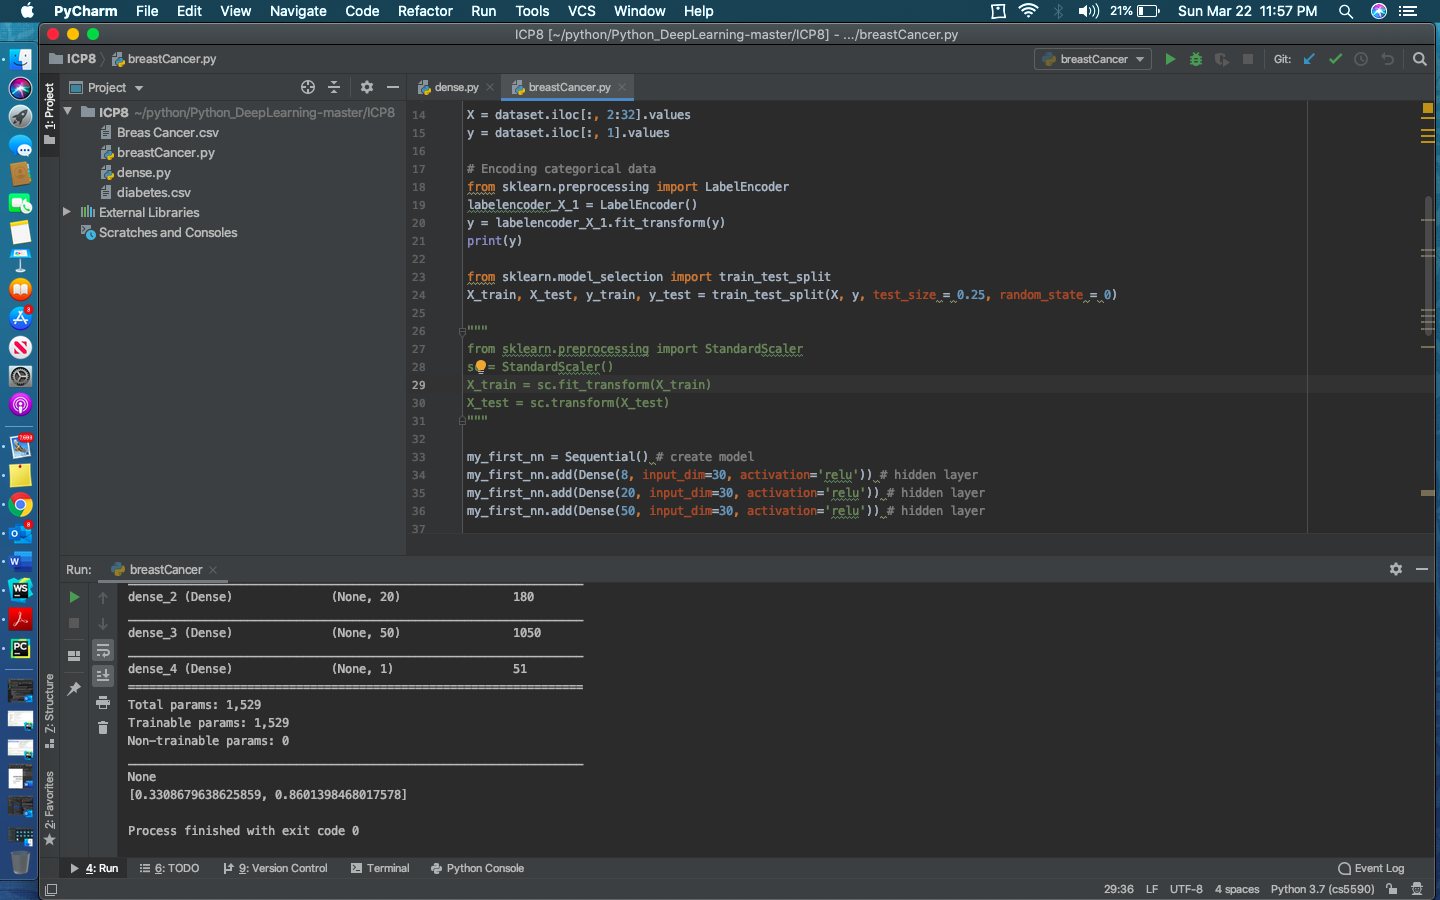 PyCharm File Edit View Navigate Code Refactor Run Tools VCS Window Help 21% Sun Mar 22 11:57 PM
ICP8 [~/python/Python_DeepLearning-master/ICP8] - .../breastCancer.py
ICP8 breastCancer.py breastCancer Git:
1: Project
Project
ICP8 ~/python/Python_DeepLearning-master/ICP8
Breas Cancer.csv
breastCancer.py
dense.py
diabetes.csv
External Libraries
Scratches and Consoles
dense.py breastCancer.py
14 X = dataset.iloc[:, 2:32].values
15 y = dataset.iloc[:, 1].values
16
17 # Encoding categorical data
18 from sklearn.preprocessing import LabelEncoder
19 labelencoder_X_1 = LabelEncoder()
20 y = labelencoder_X_1.fit_transform(y)
21 print(y)
22
23 from sklearn.model_selection import train_test_split
24 X_train, X_test, y_train, y_test = train_test_split(X, y, test_size = 0.25, random_state = 0)
25
26 """
27 from sklearn.preprocessing import StandardScaler
28 s = StandardScaler()
29 X_train = sc.fit_transform(X_train)
30 X_test = sc.transform(X_test)
31 """
32
33 my_first_nn = Sequential() # create model
34 my_first_nn.add(Dense(8, input_dim=30, activation='relu')) # hidden layer
35 my_first_nn.add(Dense(20, input_dim=30, activation='relu')) # hidden layer
36 my_first_nn.add(Dense(50, input_dim=30, activation='relu')) # hidden layer
37
Run: breastCancer
dense_2 (Dense) (None, 20) 180
dense_3 (Dense) (None, 50) 1050
dense_4 (Dense) (None, 1) 51
Total params: 1,529
Trainable params: 1,529
Non-trainable params: 0
None
[0.3308679638625859, 0.8601398468017578]
Process finished with exit code 0
Z: Structure
2: Favorites
4: Run 6: TODO 9: Version Control Terminal Python Console Event Log
29:36 LF UTF-8 4 spaces Python 3.7 (cs5590)